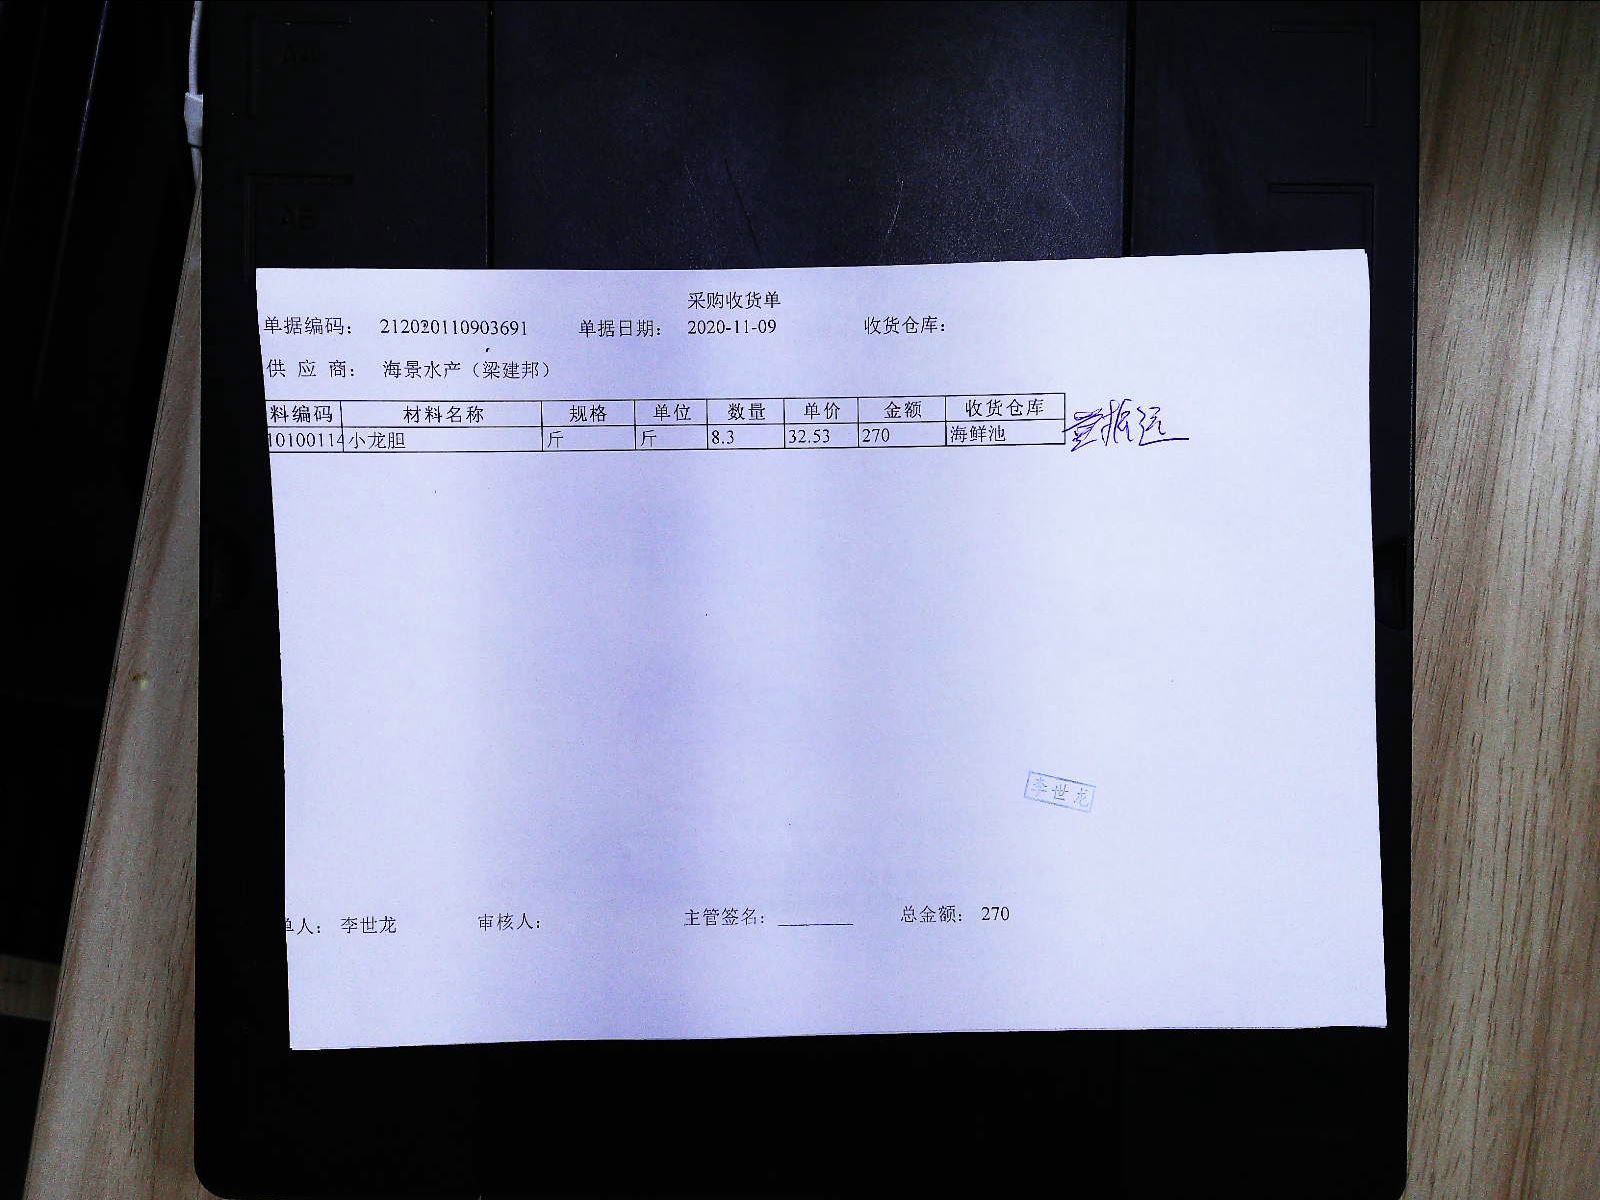 采购收货单
单据编码： 212020110903691 单据日期： 2020-11-09 收货仓库：
供 应 商： 海景水产（梁建邦）
料编码 材料名称 规格 单位 数量 单价 金额 收货仓库
10100114 小龙胆 斤 斤 8.3 32.53 270 海鲜池
李世龙
单人： 李世龙 审核人： 主管签名： ________ 总金额： 270